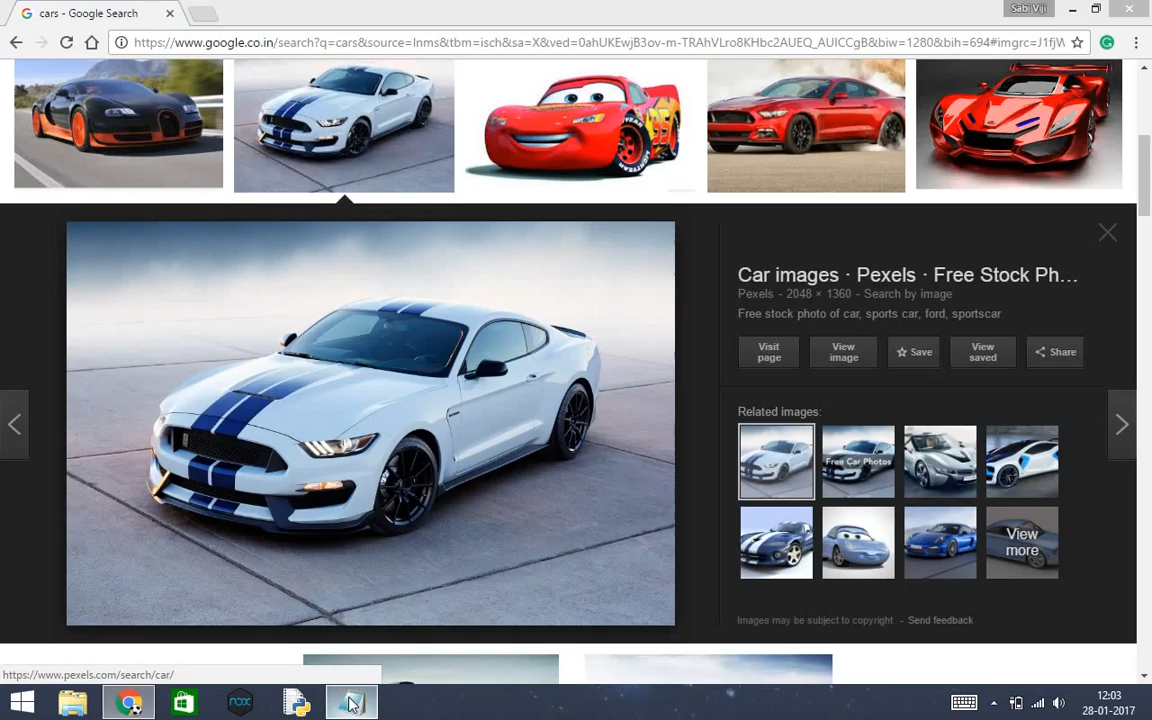 cars - Google Search
Sabi Viji
https://www.google.co.in/search?q=cars&source=lnms&tbm=isch&sa=X&ved=0ahUKEwjB3ov-m-TRAhVLro8KHbc2AUEQ_AUICCgB&biw=1280&bih=694#imgrc=J1fjW
Car images · Pexels · Free Stock Ph...
Pexels - 2048 × 1360 - Search by image
Free stock photo of car, sports car, ford, sportscar
Visit page
View image
Save
View saved
Share
Related images:
Free Car Photos
View more
Images may be subject to copyright - Send feedback
https://www.pexels.com/search/car/
nox
12:03
28-01-2017